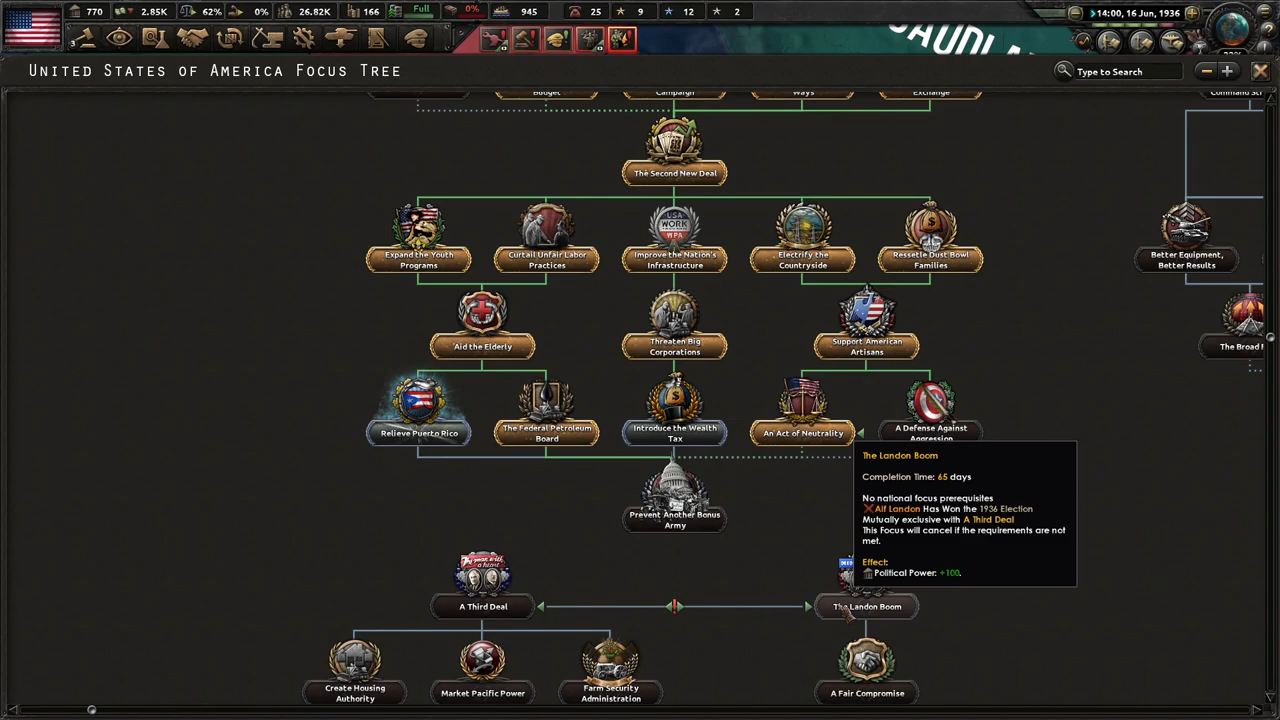 770 2.85K 62% 0% 26.82K 166 Full 0% 945 25 9 12 2 14:00, 16 Jun, 1936
3
United States of America Focus Tree
Type to Search
Budget Campaign Ways Exchange
The Second New Deal
Expand the Youth Programs
Curtail Unfair Labor Practices
USA WORK WPA
Improve the Nation's Infrastructure
Electrify the Countryside
Ressetle Dust Bowl Families
Better Equipment, Better Results
Aid the Elderly
Threaten Big Corporations
Support American Artisans
The Broad
Relieve Puerto Rico
The Federal Petroleum Board
Introduce the Wealth Tax
An Act of Neutrality
A Defense Against Aggression
The Landon Boom
Completion Time: 65 days
No national focus prerequisites
Alf Landon Has Won the 1936 Election
Mutually exclusive with A Third Deal
This Focus will cancel if the requirements are not
met.
Effect:
Political Power: +100.
Prevent Another Bonus Army
A Third Deal
The Landon Boom
Create Housing Authority
Market Pacific Power
Farm Security Administration
A Fair Compromise